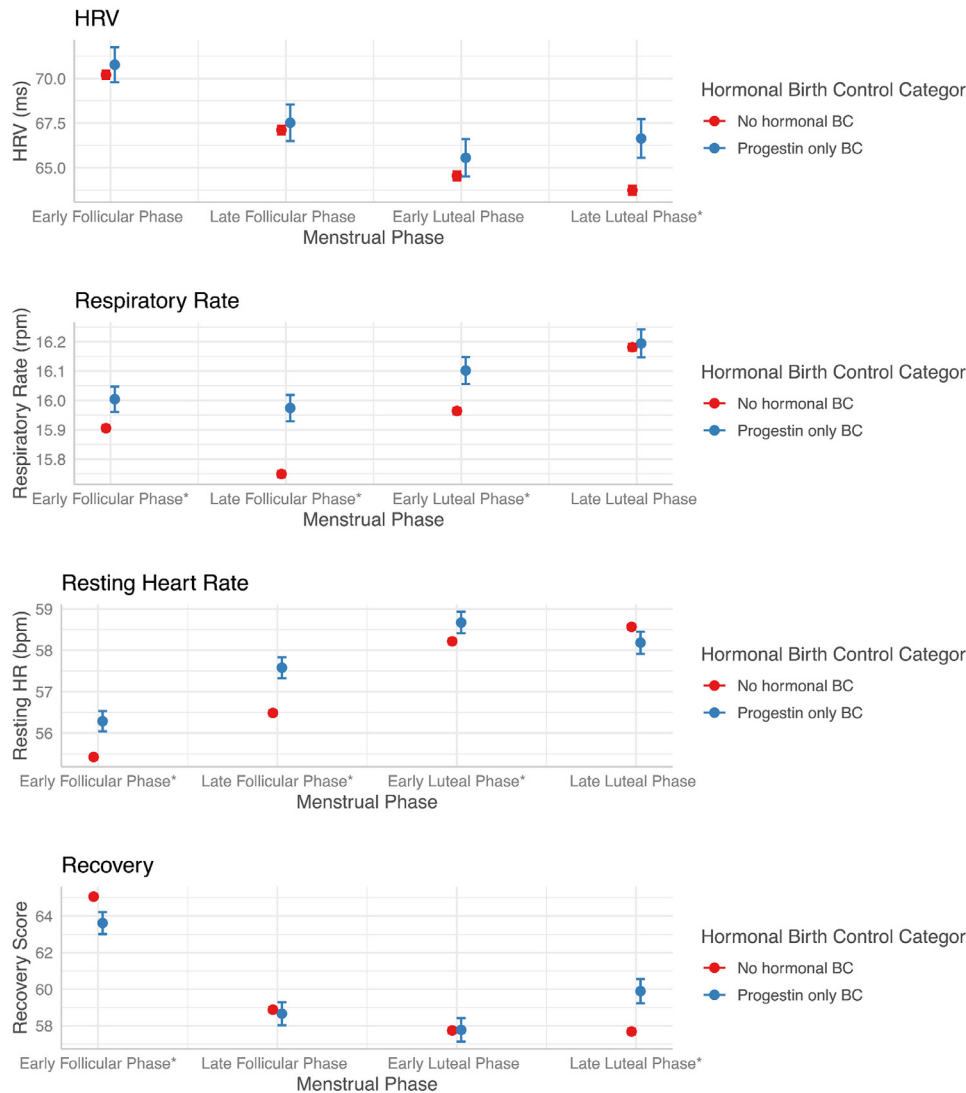 HRV
70.0
67.5
65.0
HRV (ms)
Early Follicular Phase
Late Follicular Phase
Early Luteal Phase
Late Luteal Phase*
Menstrual Phase
Hormonal Birth Control Categor
No hormonal BC
Progestin only BC
Respiratory Rate
16.2
16.1
16.0
15.9
15.8
Respiratory Rate (rpm)
Early Follicular Phase*
Late Follicular Phase*
Early Luteal Phase*
Late Luteal Phase
Menstrual Phase
Hormonal Birth Control Categor
No hormonal BC
Progestin only BC
Resting Heart Rate
59
58
57
56
Resting HR (bpm)
Early Follicular Phase*
Late Follicular Phase*
Early Luteal Phase*
Late Luteal Phase
Menstrual Phase
Hormonal Birth Control Categor
No hormonal BC
Progestin only BC
Recovery
64
62
60
58
Recovery Score
Early Follicular Phase*
Late Follicular Phase
Early Luteal Phase
Late Luteal Phase*
Menstrual Phase
Hormonal Birth Control Categor
No hormonal BC
Progestin only BC